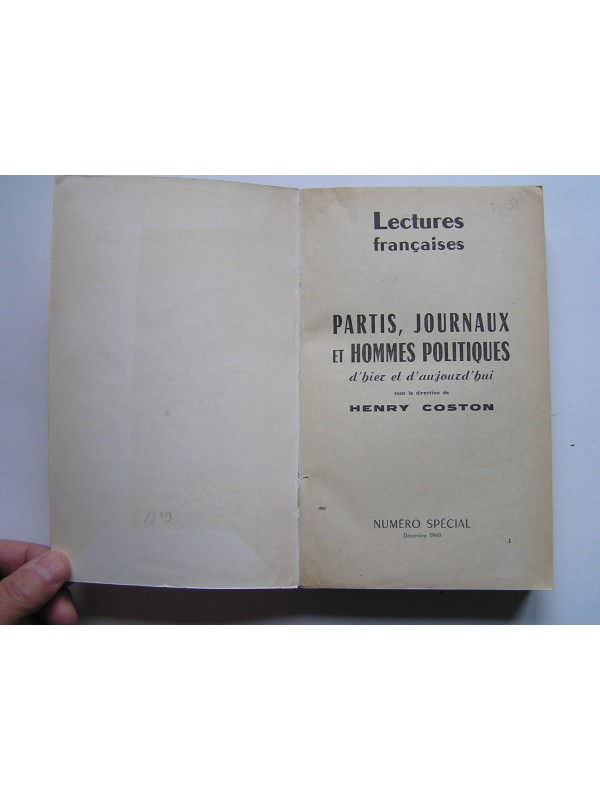 Lectures
françaises
PARTIS, JOURNAUX
ET HOMMES POLITIQUES
d'hier et d'aujourd'hui
sous la direction de
HENRY COSTON
NUMÉRO SPÉCIAL
Décembre 1960
1